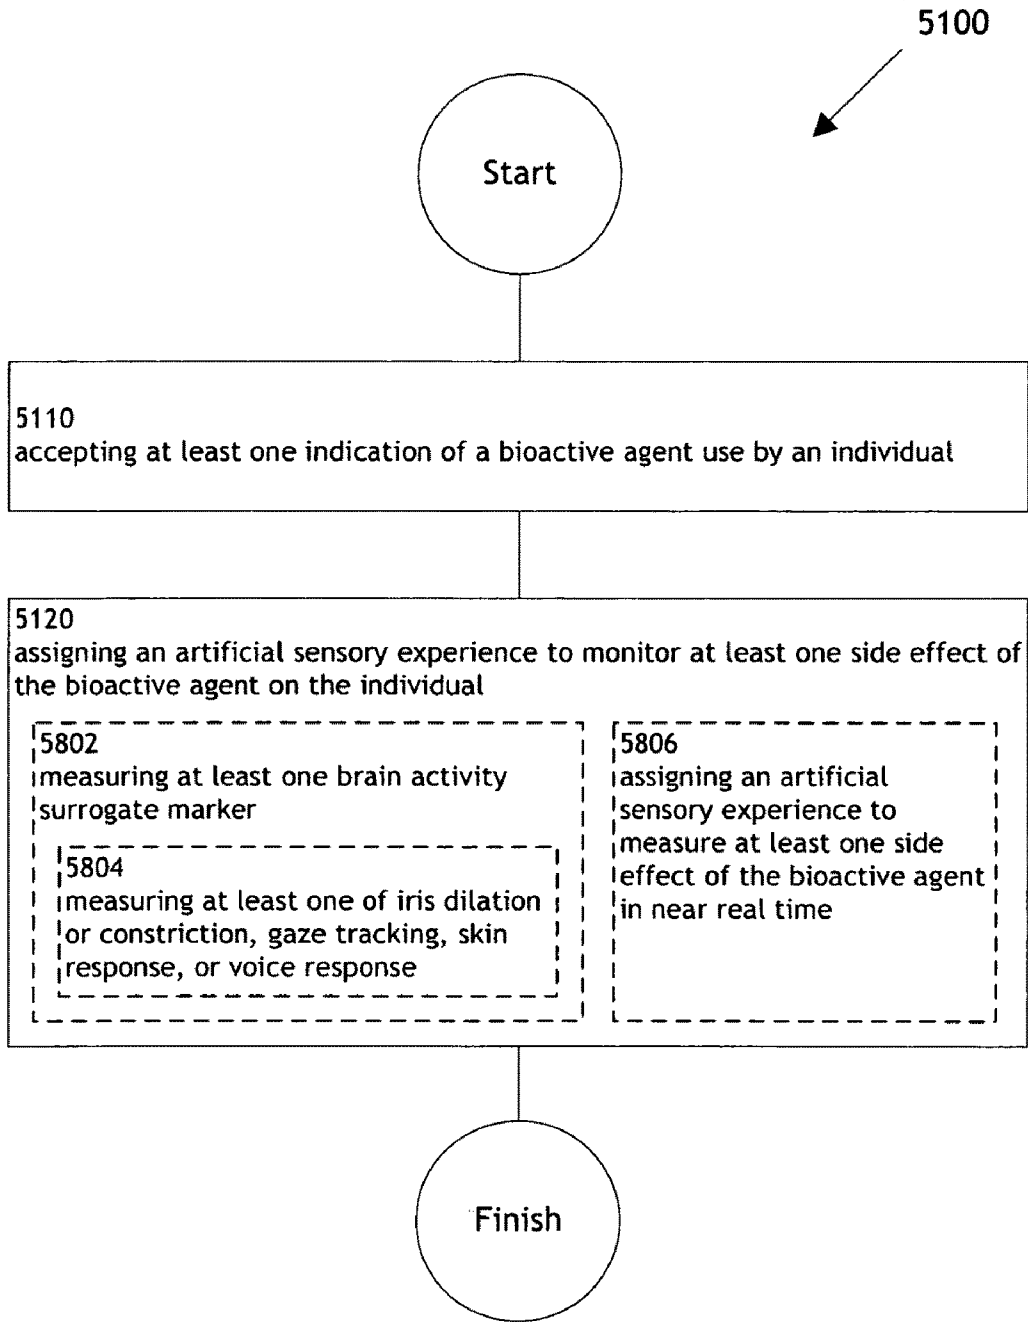 5100
Start
5110
accepting at least one indication of a bioactive agent use by an individual
5120
assigning an artificial sensory experience to monitor at least one side effect of
the bioactive agent on the individual
5802
measuring at least one brain activity
surrogate marker
5804
measuring at least one of iris dilation
or constriction, gaze tracking, skin
response, or voice response
5806
assigning an artificial
sensory experience to
measure at least one side
effect of the bioactive agent
in near real time
Finish